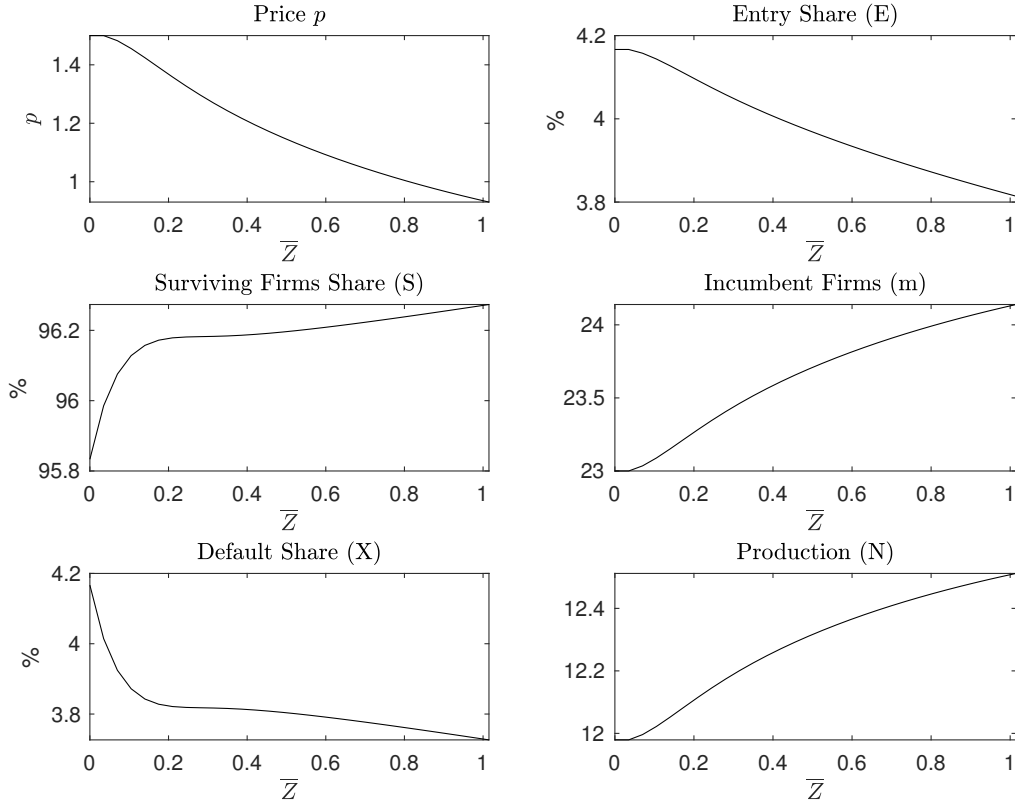 Price p
1.4
1.2
1
p
0 0.2 0.4 0.6 0.8 1
Z̅
Entry Share (E)
4.2
4
3.8
%
0 0.2 0.4 0.6 0.8 1
Z̅
Surviving Firms Share (S)
96.2
96
95.8
%
0 0.2 0.4 0.6 0.8 1
Z̅
Incumbent Firms (m)
24
23.5
23
0 0.2 0.4 0.6 0.8 1
Z̅
Default Share (X)
4.2
4
3.8
%
0 0.2 0.4 0.6 0.8 1
Z̅
Production (N)
12.4
12.2
12
0 0.2 0.4 0.6 0.8 1
Z̅